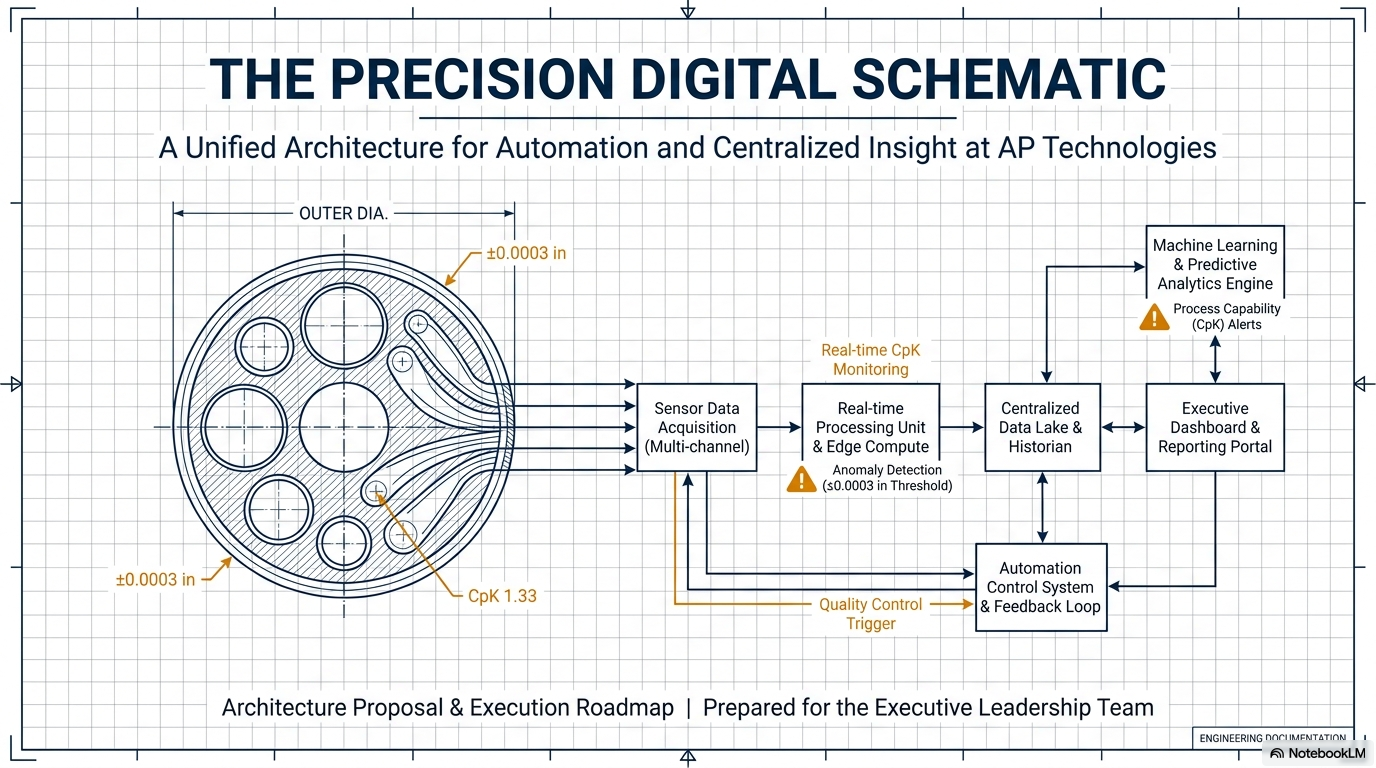 THE PRECISION DIGITAL SCHEMATIC
A Unified Architecture for Automation and Centralized Insight at AP Technologies
OUTER DIA.
±0.0003 in
±0.0003 in
CpK 1.33
Sensor Data
Acquisition
(Multi-channel)
Real-time CpK
Monitoring
Real-time
Processing Unit
& Edge Compute
Anomaly Detection
(≤0.0003 in Threshold)
Centralized
Data Lake &
Historian
Machine Learning
& Predictive
Analytics Engine
Process Capability
(CpK) Alerts
Executive
Dashboard &
Reporting Portal
Automation
Control System
& Feedback Loop
Quality Control
Trigger
Architecture Proposal & Execution Roadmap | Prepared for the Executive Leadership Team
ENGINEERING DOCUMENTATION
NotebookLM